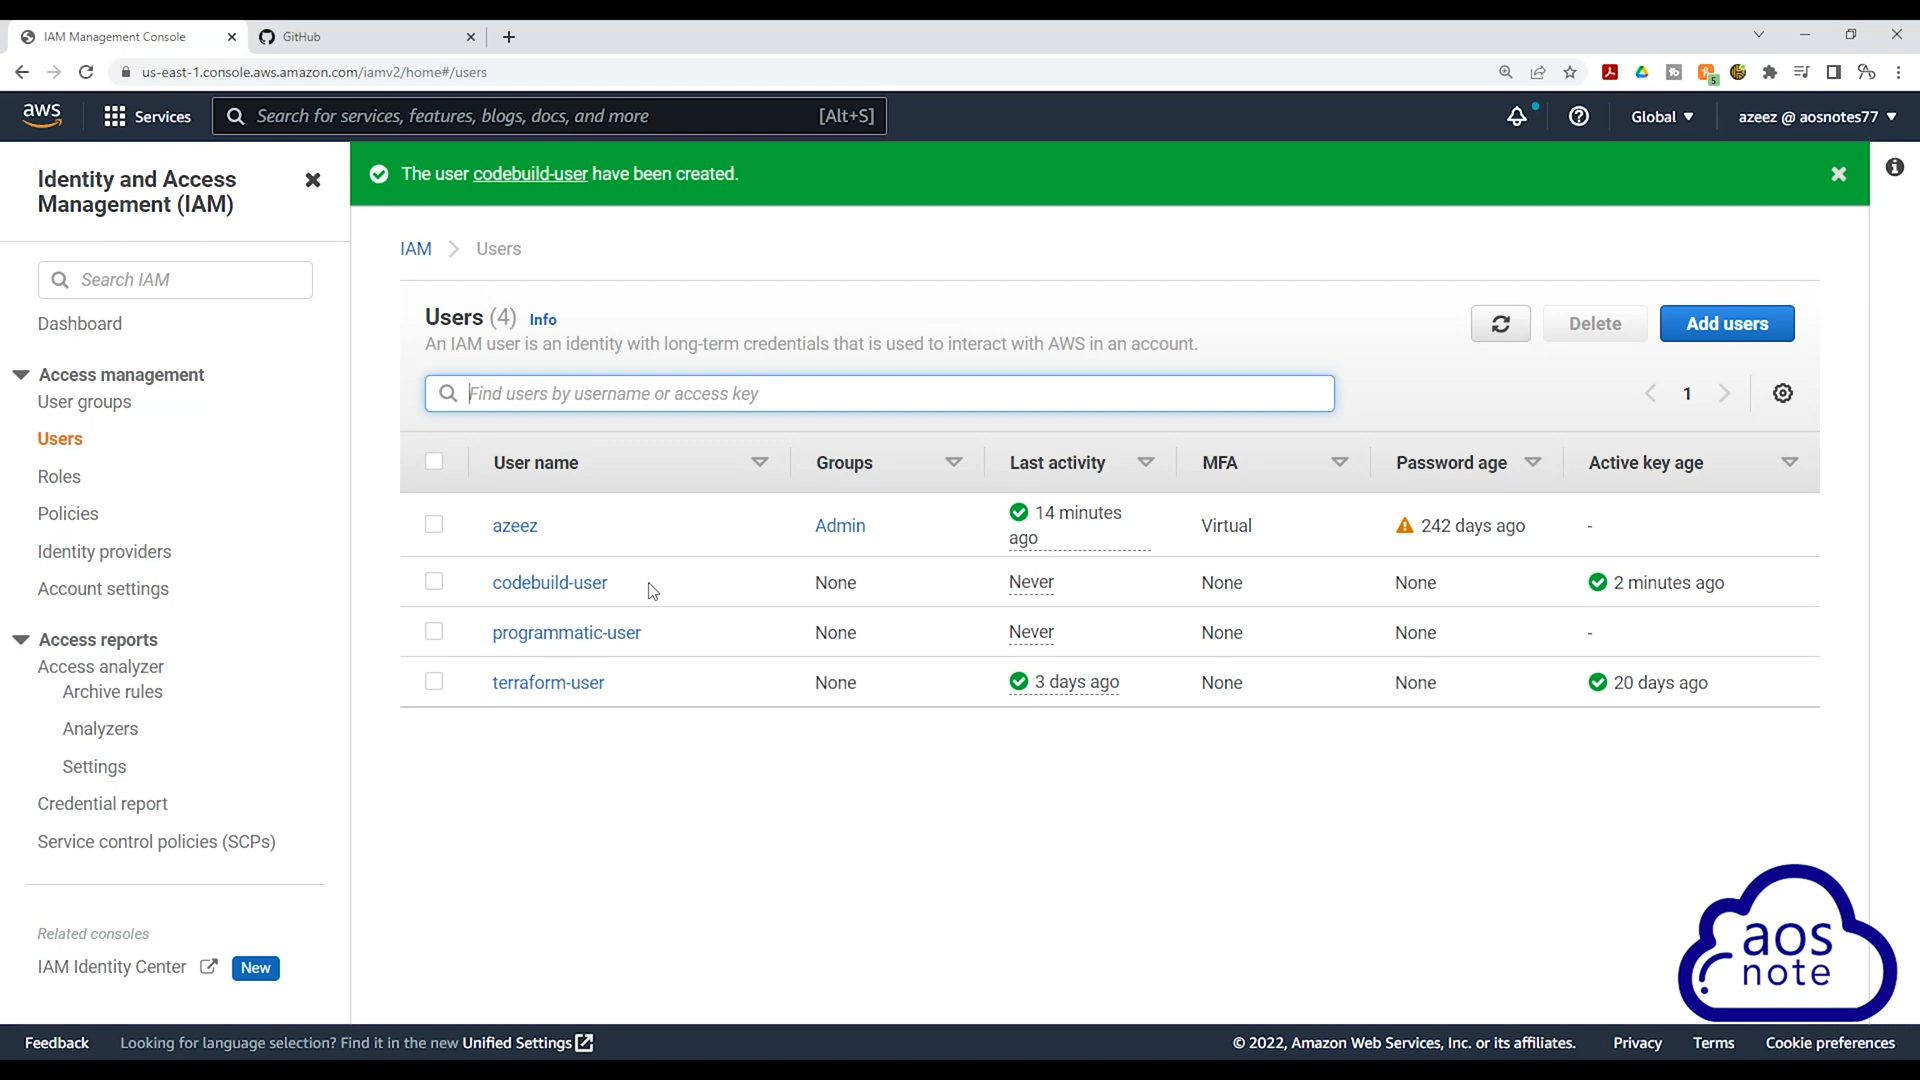 IAM Management Console
GitHub
us-east-1.console.aws.amazon.com/iamv2/home#/users
5
aws
Services
Search for services, features, blogs, docs, and more
[Alt+S]
Global
azeez @ aosnotes77
Identity and Access
Management (IAM)
Search IAM
Dashboard
Access management
User groups
Users
Roles
Policies
Identity providers
Account settings
Access reports
Access analyzer
Archive rules
Analyzers
Settings
Credential report
Service control policies (SCPs)
Related consoles
IAM Identity Center
New
The user codebuild-user have been created.
IAM
Users
Users (4) Info
An IAM user is an identity with long-term credentials that is used to interact with AWS in an account.
Delete
Add users
Find users by username or access key
1
User name Groups Last activity MFA Password age Active key age
azeez Admin 14 minutes ago Virtual 242 days ago -
codebuild-user None Never None None 2 minutes ago
programmatic-user None Never None None -
terraform-user None 3 days ago None None 20 days ago
aos
note
Feedback
Looking for language selection? Find it in the new Unified Settings
© 2022, Amazon Web Services, Inc. or its affiliates.
Privacy
Terms
Cookie preferences